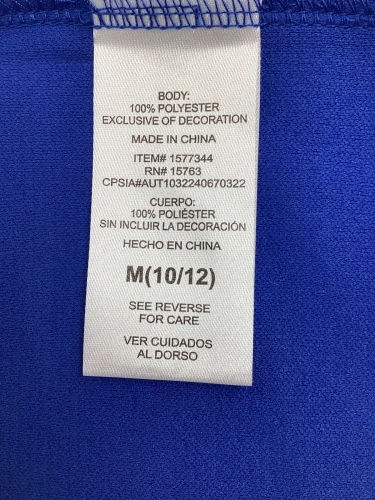 BODY:
100% POLYESTER
EXCLUSIVE OF DECORATION
MADE IN CHINA
ITEM# 1577344
RN# 15763
CPSIA#AUT1032240670322
CUERPO:
100% POLIÉSTER
SIN INCLUIR LA DECORACIÓN
HECHO EN CHINA
M(10/12)
SEE REVERSE
FOR CARE
VER CUIDADOS
AL DORSO